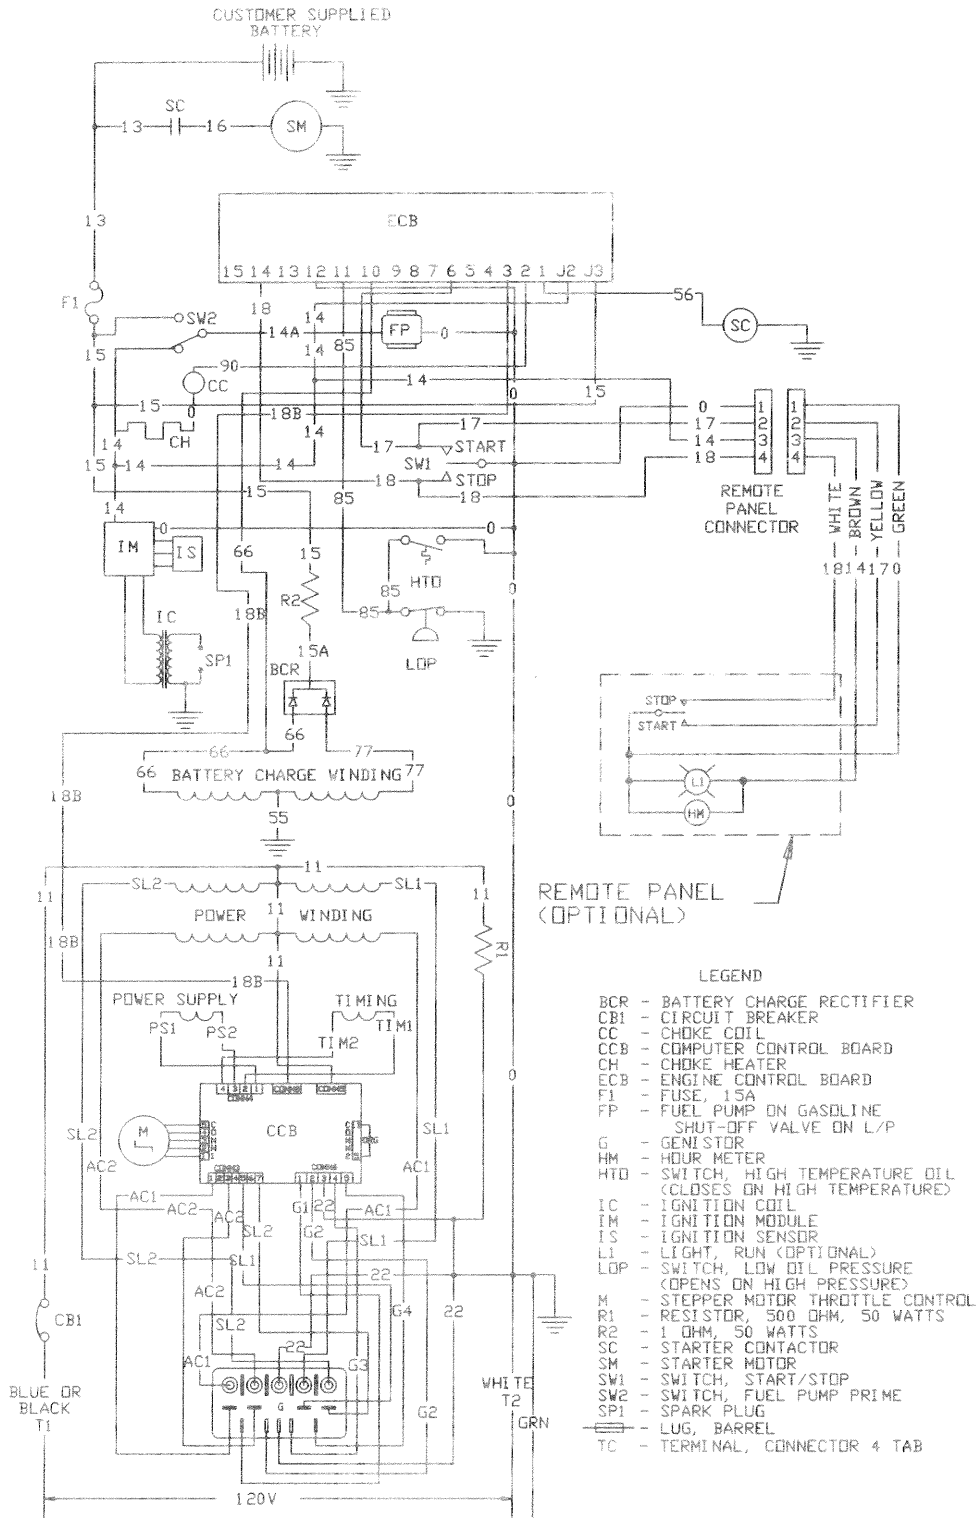 CUSTOMER SUPPLIED
BATTERY
SC
13
16
SM
13
ECB
15 14 13 12 11 10 9 8 7 6 5 4 3 2 1 J2 J3
F1
18
SW2
14A
14
FP
0
56
SC
15
14
85
90
CC
14
15
0
15
0
18B
0
1
1
CH
14
17
2
2
14
14
17
START
14
3
3
15
14
14
SW1
18
4
4
15
18
STOP
85
18
REMOTE
PANEL
CONNECTOR
WHITE
BROWN
YELLOW
GREEN
14
0
0
IM
IS
66
15
HTO
18 14 17 0
R2
85
0
18B
85
IC
SP1
15A
LOP
BCR
66
STOP
START
66
77
66
BATTERY CHARGE WINDING
77
L1
18B
0
55
HM
11
11
SL2
SL1
11
11
POWER
WINDING
REMOTE PANEL
(OPTIONAL)
18B
11
R1
18B
POWER SUPPLY
TIMING
PS1
PS2
TIM1
TIM2
0
4 3 2 1
M
CCB
SL2
SL1
AC2
AC1
AC1
AC2
AC2
G1
22
G2
AC1
SL2
SL2
SL1
11
AC2
22
G4
22
SL2
CB1
22
AC1
G3
G
G2
BLUE OR
BLACK
T1
WHITE
T2
GRN
120V
LEGEND
BCR - BATTERY CHARGE RECTIFIER
CB1 - CIRCUIT BREAKER
CC - CHOKE COIL
CCB - COMPUTER CONTROL BOARD
CH - CHOKE HEATER
ECB - ENGINE CONTROL BOARD
F1 - FUSE, 15A
FP - FUEL PUMP ON GASOLINE
SHUT-OFF VALVE ON L/P
G - GENISTOR
HM - HOUR METER
HTO - SWITCH, HIGH TEMPERATURE OIL
(CLOSES ON HIGH TEMPERATURE)
IC - IGNITION COIL
IM - IGNITION MODULE
IS - IGNITION SENSOR
L1 - LIGHT, RUN (OPTIONAL)
LOP - SWITCH, LOW OIL PRESSURE
(OPENS ON HIGH PRESSURE)
M - STEPPER MOTOR THROTTLE CONTROL
R1 - RESISTOR, 500 OHM, 50 WATTS
R2 - 1 OHM, 50 WATTS
SC - STARTER CONTACTOR
SM - STARTER MOTOR
SW1 - SWITCH, START/STOP
SW2 - SWITCH, FUEL PUMP PRIME
SP1 - SPARK PLUG
- LUG, BARREL
TC - TERMINAL, CONNECTOR 4 TAB